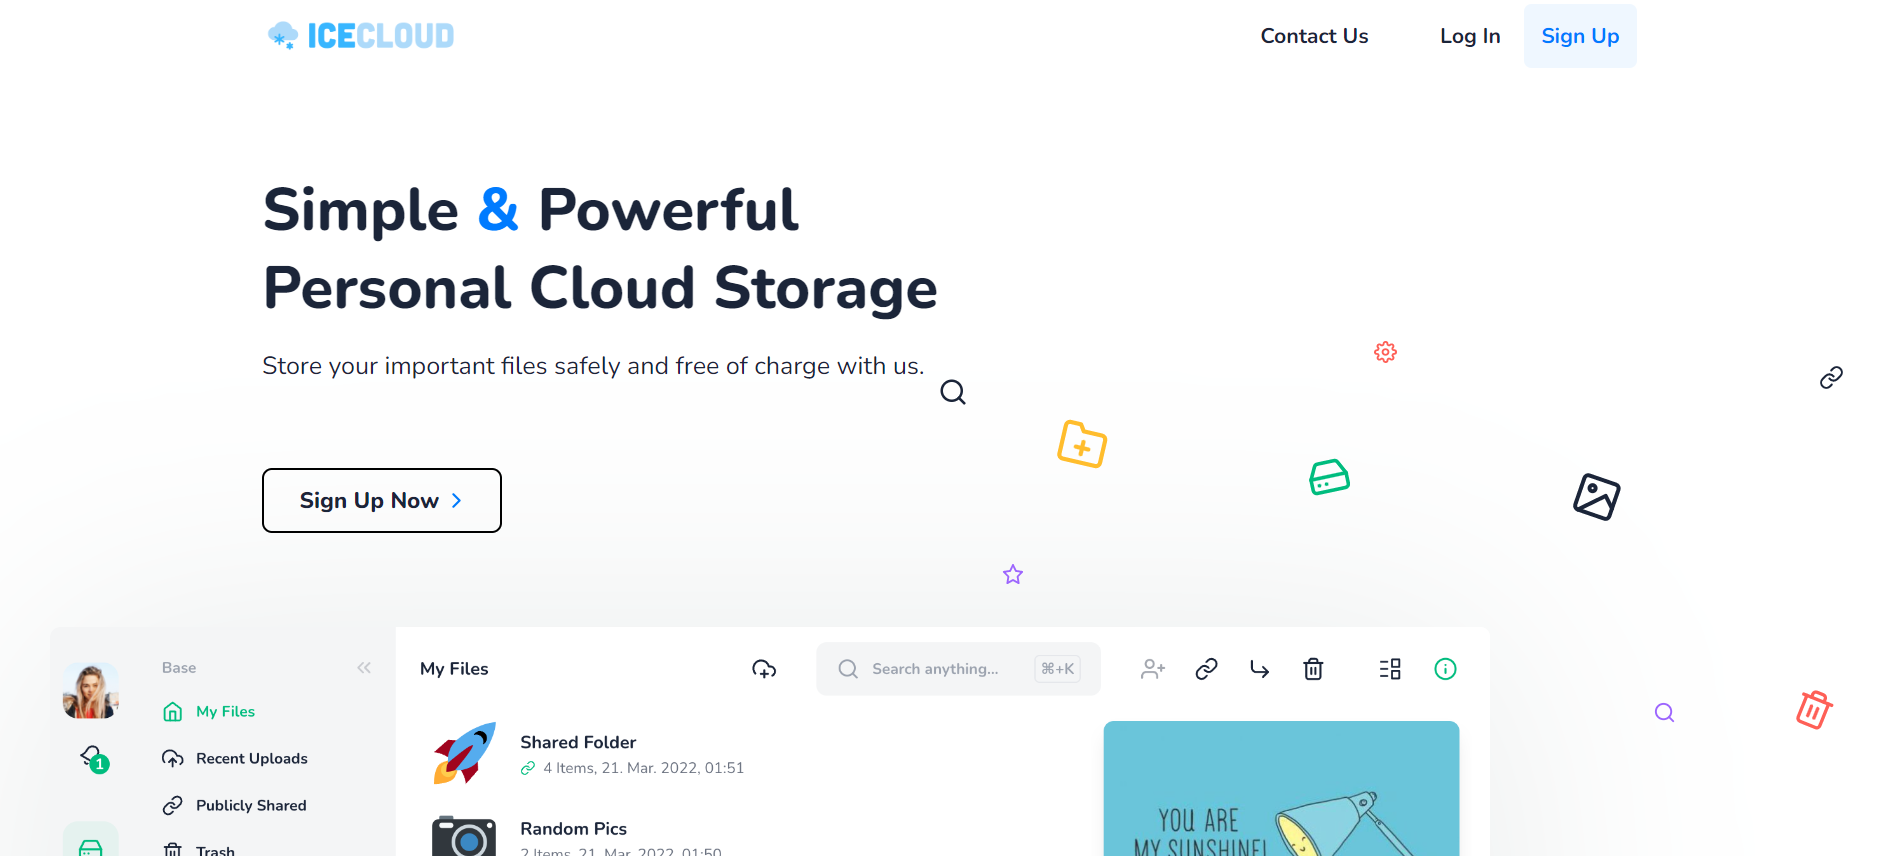 ICECLOUD
Contact Us
Log In
Sign Up
Simple & Powerful
Personal Cloud Storage
Store your important files safely and free of charge with us.
Sign Up Now
Base
My Files
Recent Uploads
Publicly Shared
Trash
1
My Files
Search anything...
⌘+K
Shared Folder
4 Items, 21. Mar. 2022, 01:51
Random Pics
2 Items, 21. Mar. 2022, 01:50
YOU ARE
MY SUNSHINE!